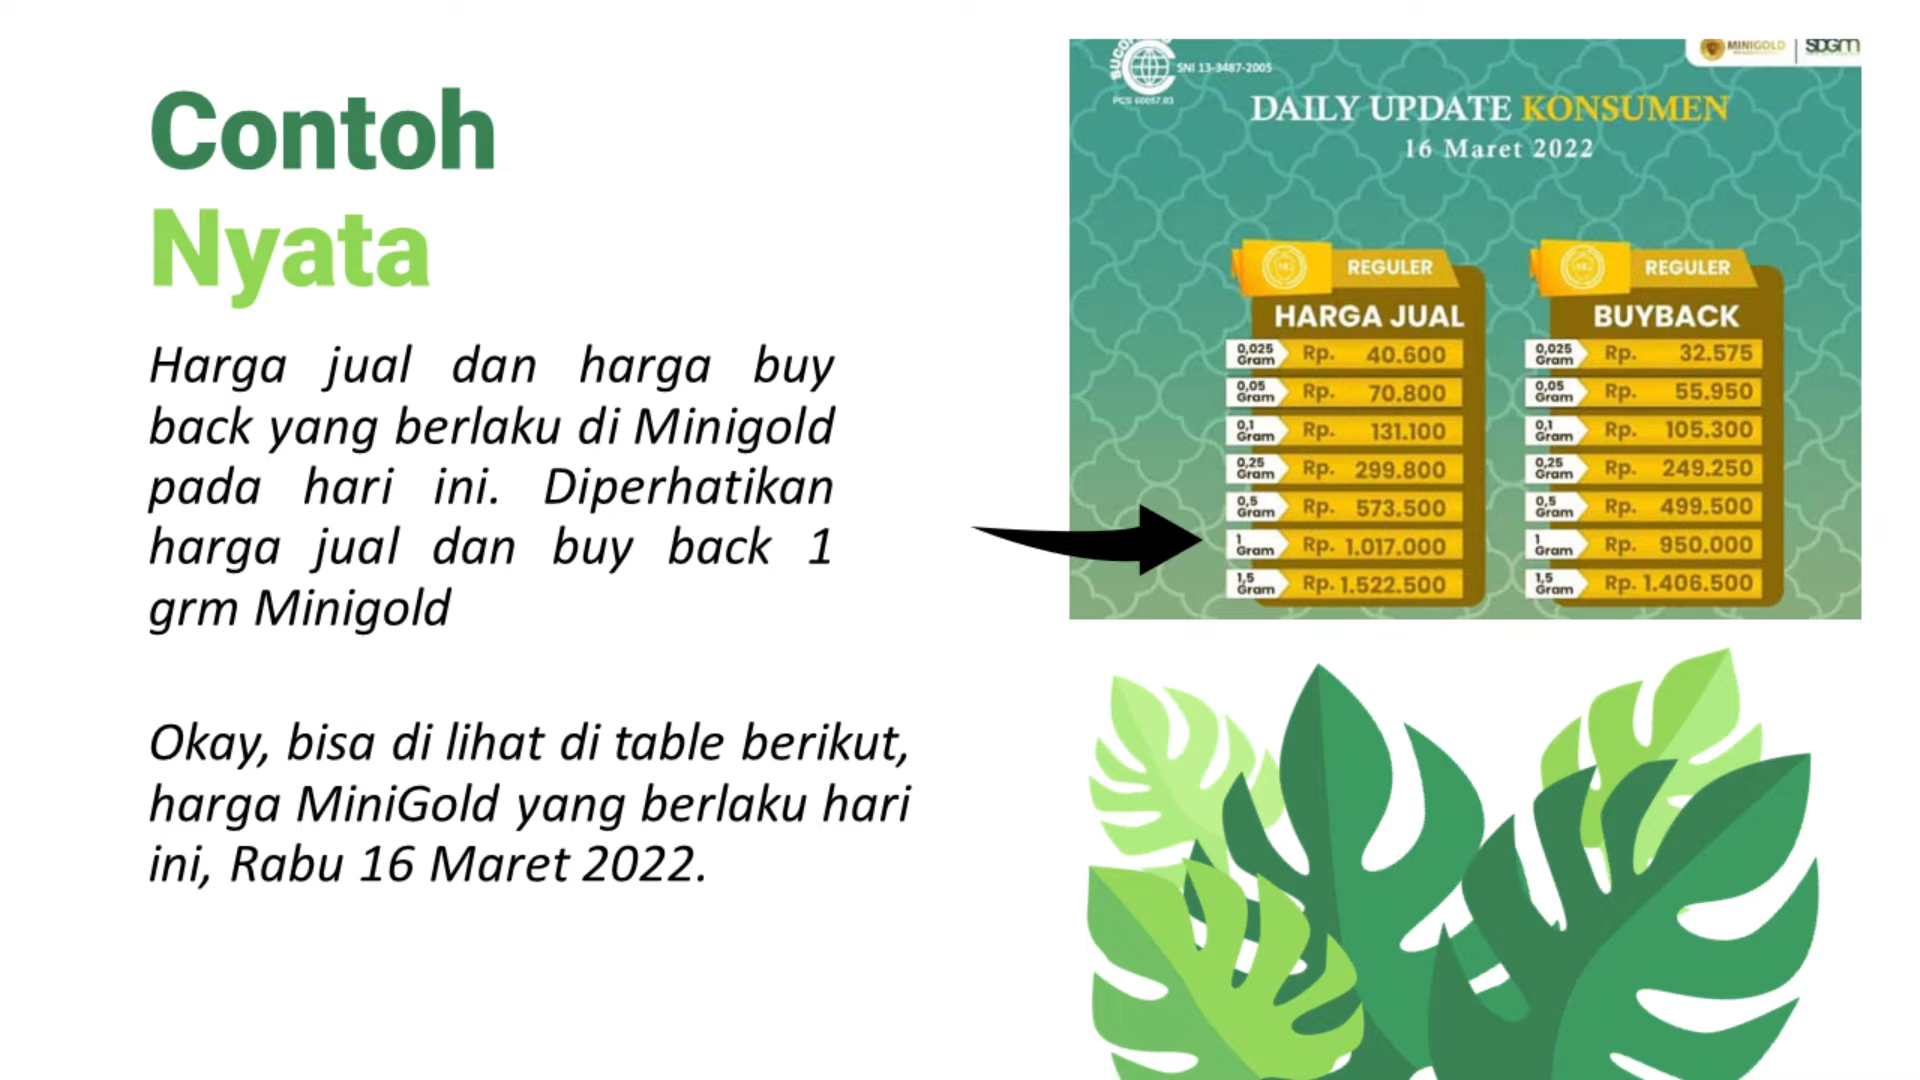 Contoh
Nyata
Harga jual dan harga buy
back yang berlaku di Minigold
pada hari ini. Diperhatikan
harga jual dan buy back 1
grm Minigold
Okay, bisa di lihat di table berikut,
harga MiniGold yang berlaku hari
ini, Rabu 16 Maret 2022.
SNI 13-3487-2005
MINIGOLD
SDGM
DAILY UPDATE KONSUMEN
16 Maret 2022
REGULER
HARGA JUAL
0,025 Gram Rp. 40.600
0,05 Gram Rp. 70.800
0,1 Gram Rp. 131.100
0,25 Gram Rp. 299.800
0,5 Gram Rp. 573.500
1 Gram Rp. 1.017.000
1,5 Gram Rp. 1.522.500
REGULER
BUYBACK
0,025 Gram Rp. 32.575
0,05 Gram Rp. 55.950
0,1 Gram Rp. 105.300
0,25 Gram Rp. 249.250
0,5 Gram Rp. 499.500
1 Gram Rp. 950.000
1,5 Gram Rp. 1.406.500